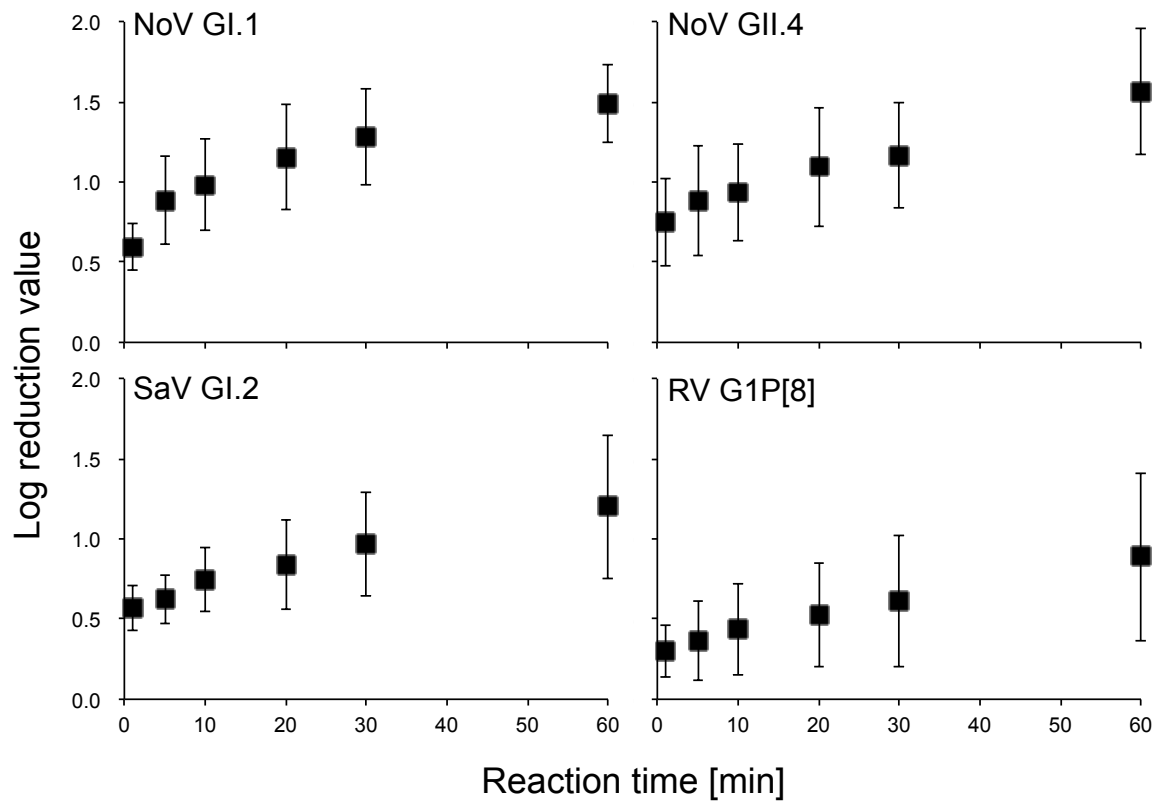 NoV GI.1
NoV GII.4
2.0
1.5
1.0
0.5
0.0
SaV GI.2
RV G1P[8]
2.0
1.5
1.0
0.5
0.0
0 10 20 30 40 50 60
0 10 20 30 40 50 60
Log reduction value
Reaction time [min]